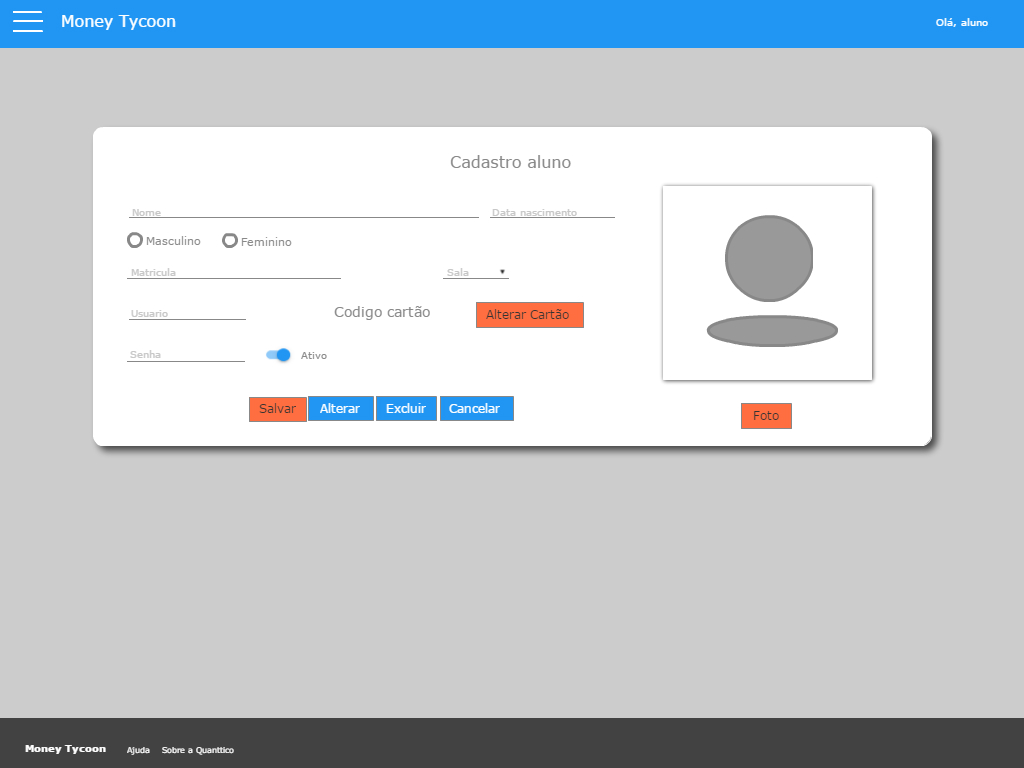 Money Tycoon
Olá, aluno
Cadastro aluno
Nome
Data nascimento
Masculino
Feminino
Matricula
Sala
Usuario
Codigo cartão
Alterar Cartão
Senha
Ativo
Salvar
Alterar
Excluir
Cancelar
Foto
Money Tycoon
Ajuda
Sobre a Quanttico